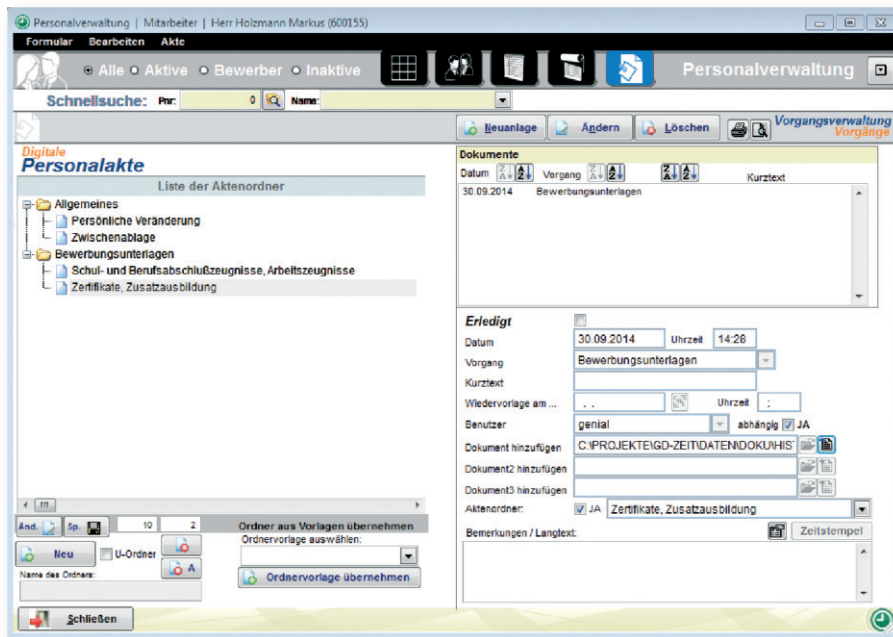 Personalverwaltung | Mitarbeiter | Herr Holzmann Markus (600155)
Formular Bearbeiten Akte
Alle Aktive Bewerber Inaktive Personalverwaltung
Schnellsuche: Pnr: 0 Name:
Neuanlage Ändern Löschen Vorgangsverwaltung
Vorgänge
Digitale
Personalakte
Liste der Aktenordner
Allgemeines
Persönliche Veränderung
Zwischenablage
Bewerbungsunterlagen
Schul- und Berufsabschlußzeugnisse, Arbeitszeugnisse
Zertifikate, Zusatzausbildung
Änd. Sp. 10 2 Ordner aus Vorlagen übernehmen
Ordnervorlage auswählen:
Neu U-Ordner
A
Name des Ordners:
Ordnervorlage übernehmen
Dokumente
Datum Vorgang Kurztext
30.09.2014 Bewerbungsunterlagen
Erledigt
Datum 30.09.2014 Uhrzeit 14:28
Vorgang Bewerbungsunterlagen
Kurztext
Wiedervorlage am ... . . Uhrzeit :
Benutzer genial abhängig JA
Dokument hinzufügen C:\PROJEKTE\GD-ZEIT\DATEN\DOKU\HIS
Dokument2 hinzufügen
Dokument3 hinzufügen
Aktenordner: JA Zertifikate, Zusatzausbildung
Bemerkungen / Langtext: Zeitstempel
Schließen